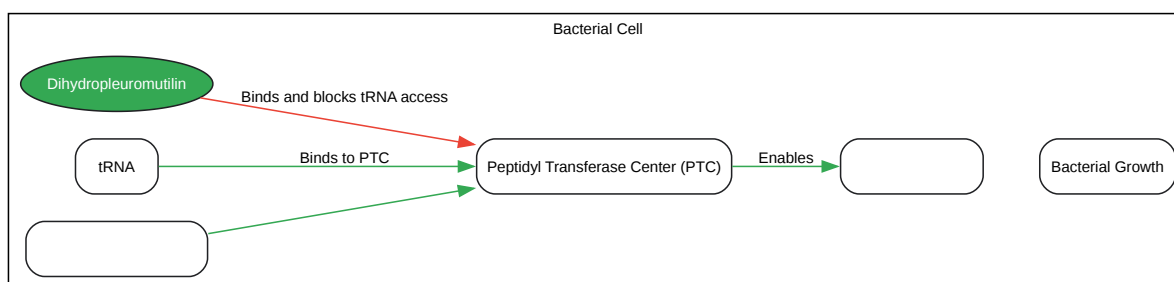 Bacterial Cell
Dihydropleuromutilin
Binds and blocks tRNA access
tRNA
Binds to PTC
Peptidyl Transferase Center (PTC)
Enables
Bacterial Growth